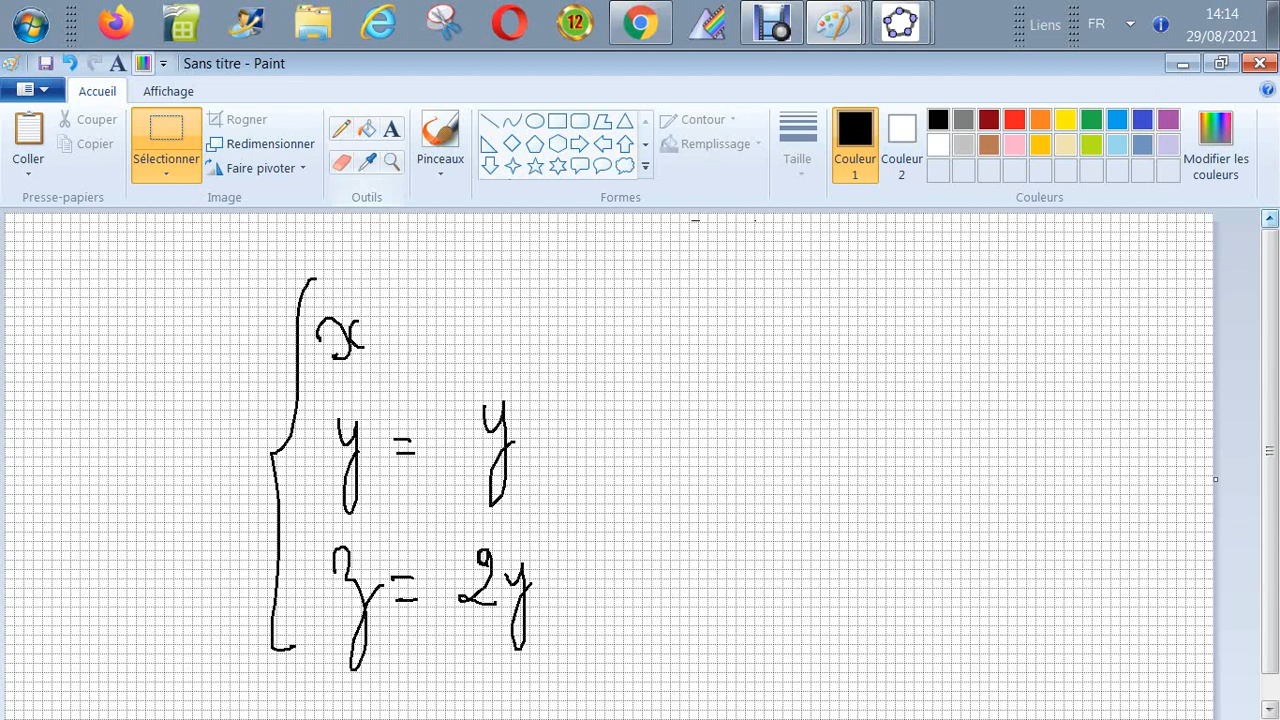 14:14
Liens FR 29/08/2021
12
Sans titre - Paint
Accueil Affichage
Coller Couper Copier
Sélectionner Rogner Redimensionner Faire pivoter
Pinceaux
Contour Remplissage
Taille
Couleur 1 Couleur 2
Modifier les couleurs
Presse-papiers Image Outils Formes Couleurs
x
y = y
z = 2y